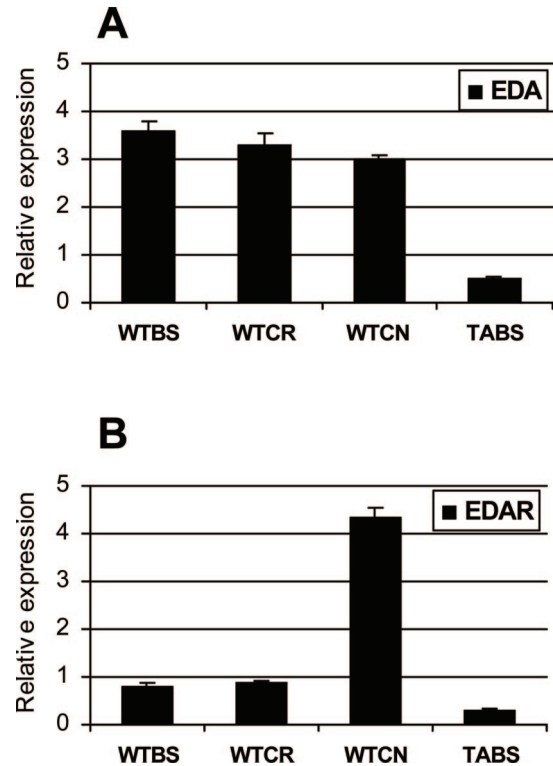 A
Relative expression
5
4
3
2
1
0
EDA
WTBS WTCR WTCN TABS
B
Relative expression
5
4
3
2
1
0
EDAR
WTBS WTCR WTCN TABS